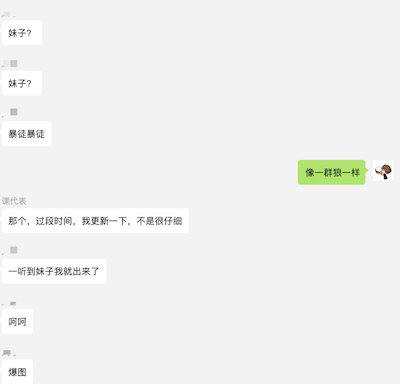 妹子？
妹子？
暴徒暴徒
像一群狼一样
课代表
那个，过段时间，我更新一下，不是很仔细
一听到妹子我就出来了
呵呵
爆图